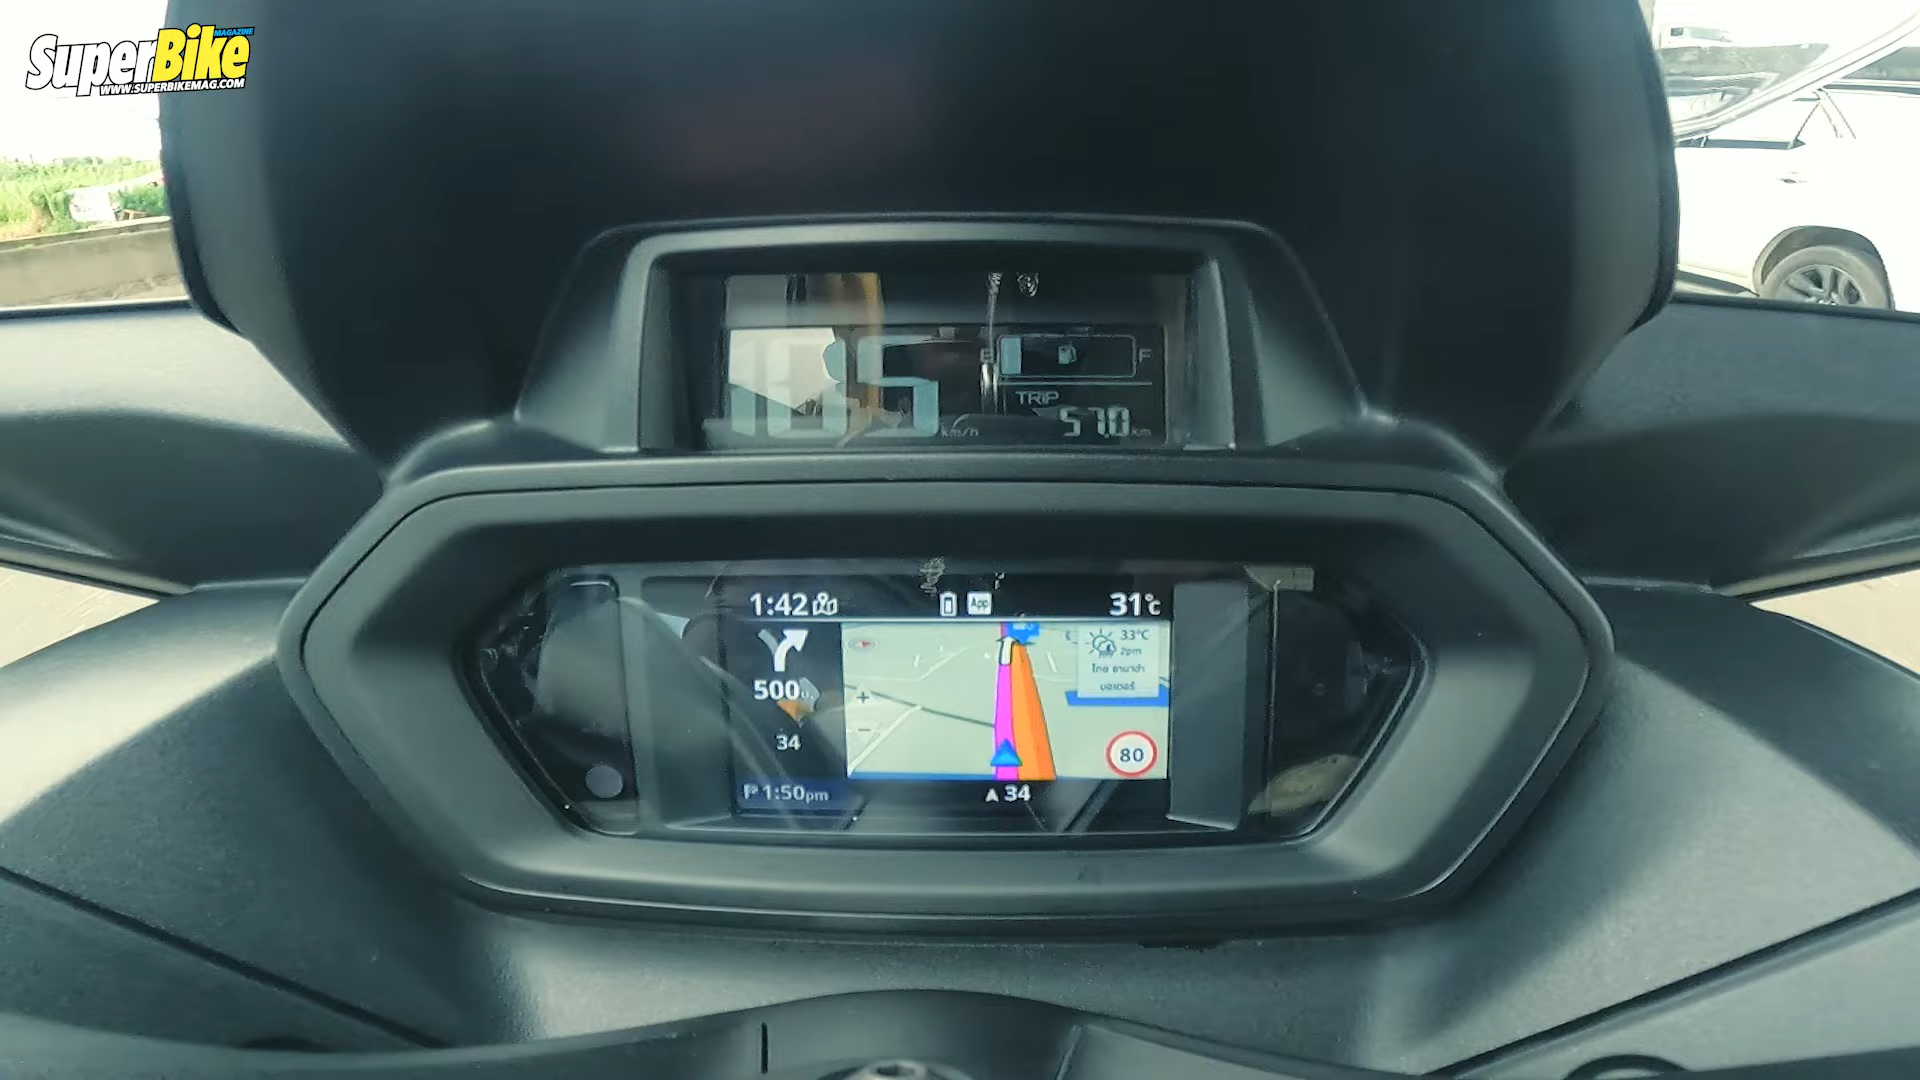 SuperBike
MAGAZINE
WWW.SUPERBIKEMAG.COM
105 km/h
E F
TRIP
57.0 km
1:42
App
31°C
500
34
1:50pm
33°C
2pm
80
34